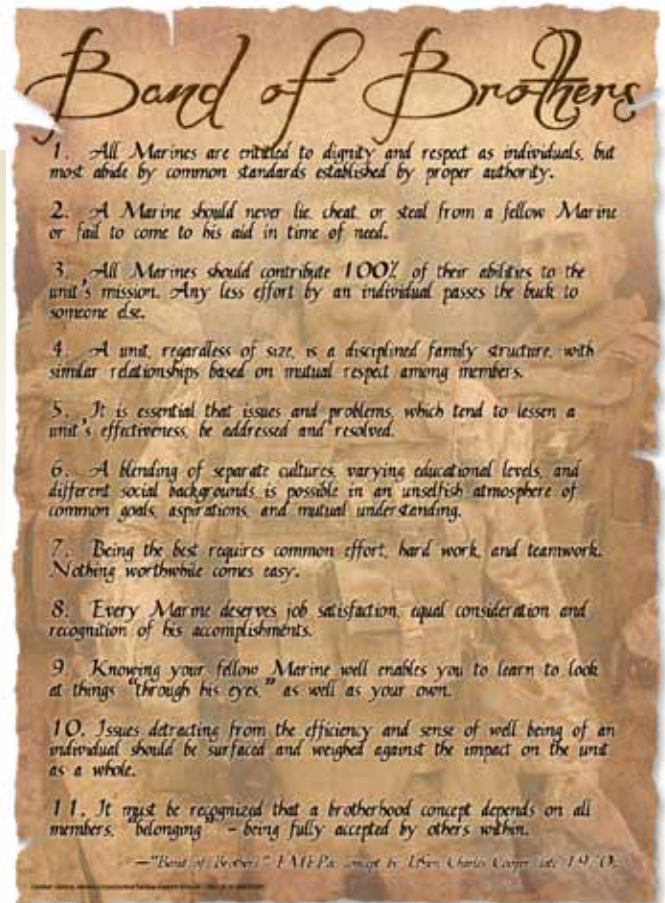 Band of Brothers
1. All Marines are entitled to dignity and respect as individuals, but
most abide by common standards established by proper authority.
2. A Marine should never lie, cheat, or steal from a fellow Marine
or fail to come to his aid in time of need.
3. All Marines should contribute 100% of their abilities to the
unit's mission. Any less effort by an individual passes the buck to
someone else.
4. A unit, regardless of size, is a disciplined family structure, with
similar relationships based on mutual respect among members.
5. It is essential that issues and problems, which tend to lessen a
unit's effectiveness, be addressed and resolved.
6. A blending of separate cultures, varying educational levels, and
different social backgrounds is possible in an unselfish atmosphere of
common goals, aspirations, and mutual understanding.
7. Being the best requires common effort, hard work, and teamwork.
Nothing worthwhile comes easy.
8. Every Marine deserves job satisfaction, equal consideration and
recognition of his accomplishments.
9. Knowing your fellow Marine well enables you to learn to look
at things "through his eyes," as well as your own.
10. Issues detracting from the efficiency and sense of well being of an
individual should be surfaced and weighed against the impact on the unit
as a whole.
11. It must be recognized that a brotherhood concept depends on all
members, "belonging" - being fully accepted by others within.
—"Band of Brothers" FMFPac concept by LtGen Charles Cooper, late 1970s